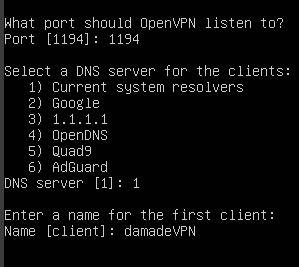 What port should OpenVPN listen to?
Port [1194]: 1194
Select a DNS server for the clients:
1) Current system resolvers
2) Google
3) 1.1.1.1
4) OpenDNS
5) Quad9
6) AdGuard
DNS server [1]: 1
Enter a name for the first client:
Name [client]: damadeVPN